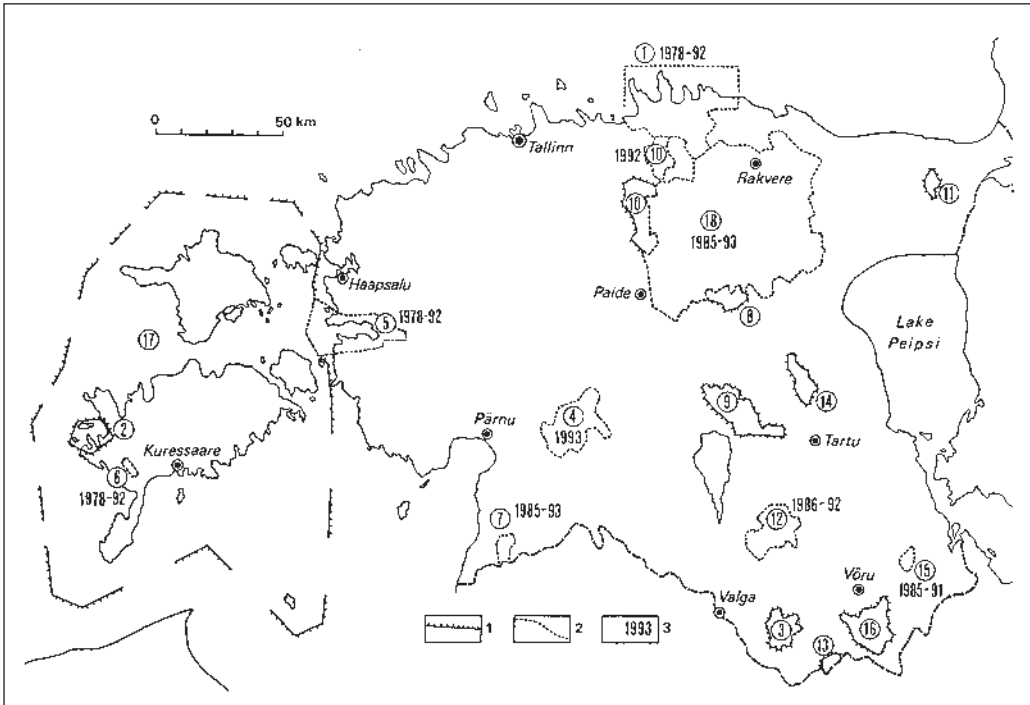 1 1978-92
0 50 km
Tallinn
1992 10
Rakvere
11
10
18
1985-93
Haapsalu
Paide
8
5 1978-92
17
Lake
Peipsi
14
9
4
1993
Pärnu
2
Tartu
Kuressaare
6
1978-92
7 1985-93
1986-92
12
15
1985-91
Võru
Valga
3
16
13
1
2
1993 3